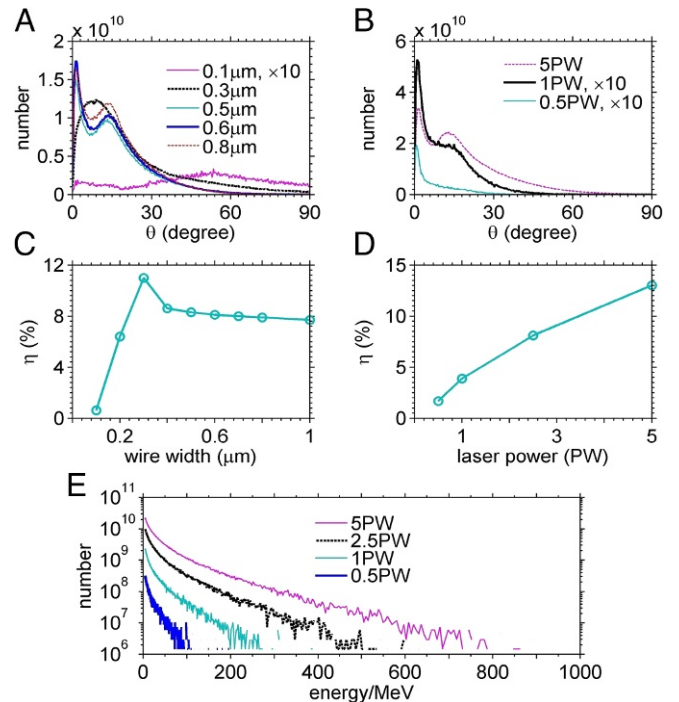 A
× 10^10
2
1.5
1
0.5
0
number
0.1μm, ×10
0.3μm
0.5μm
0.6μm
0.8μm
0 30 60 90
θ (degree)
B
× 10^10
6
4
2
0
number
5PW
1PW, ×10
0.5PW, ×10
0 30 60 90
θ (degree)
C
12
8
4
0
η (%)
0.2 0.6 1
wire width (μm)
D
15
10
5
0
η (%)
1 3 5
laser power (PW)
E
10^11
10^10
10^9
10^8
10^7
10^6
number
5PW
2.5PW
1PW
0.5PW
0 200 400 600 800 1000
energy/MeV